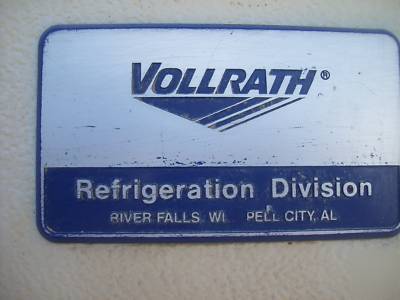 VOLLRATH®
Refrigeration Division
RIVER FALLS, WI PELL CITY, AL